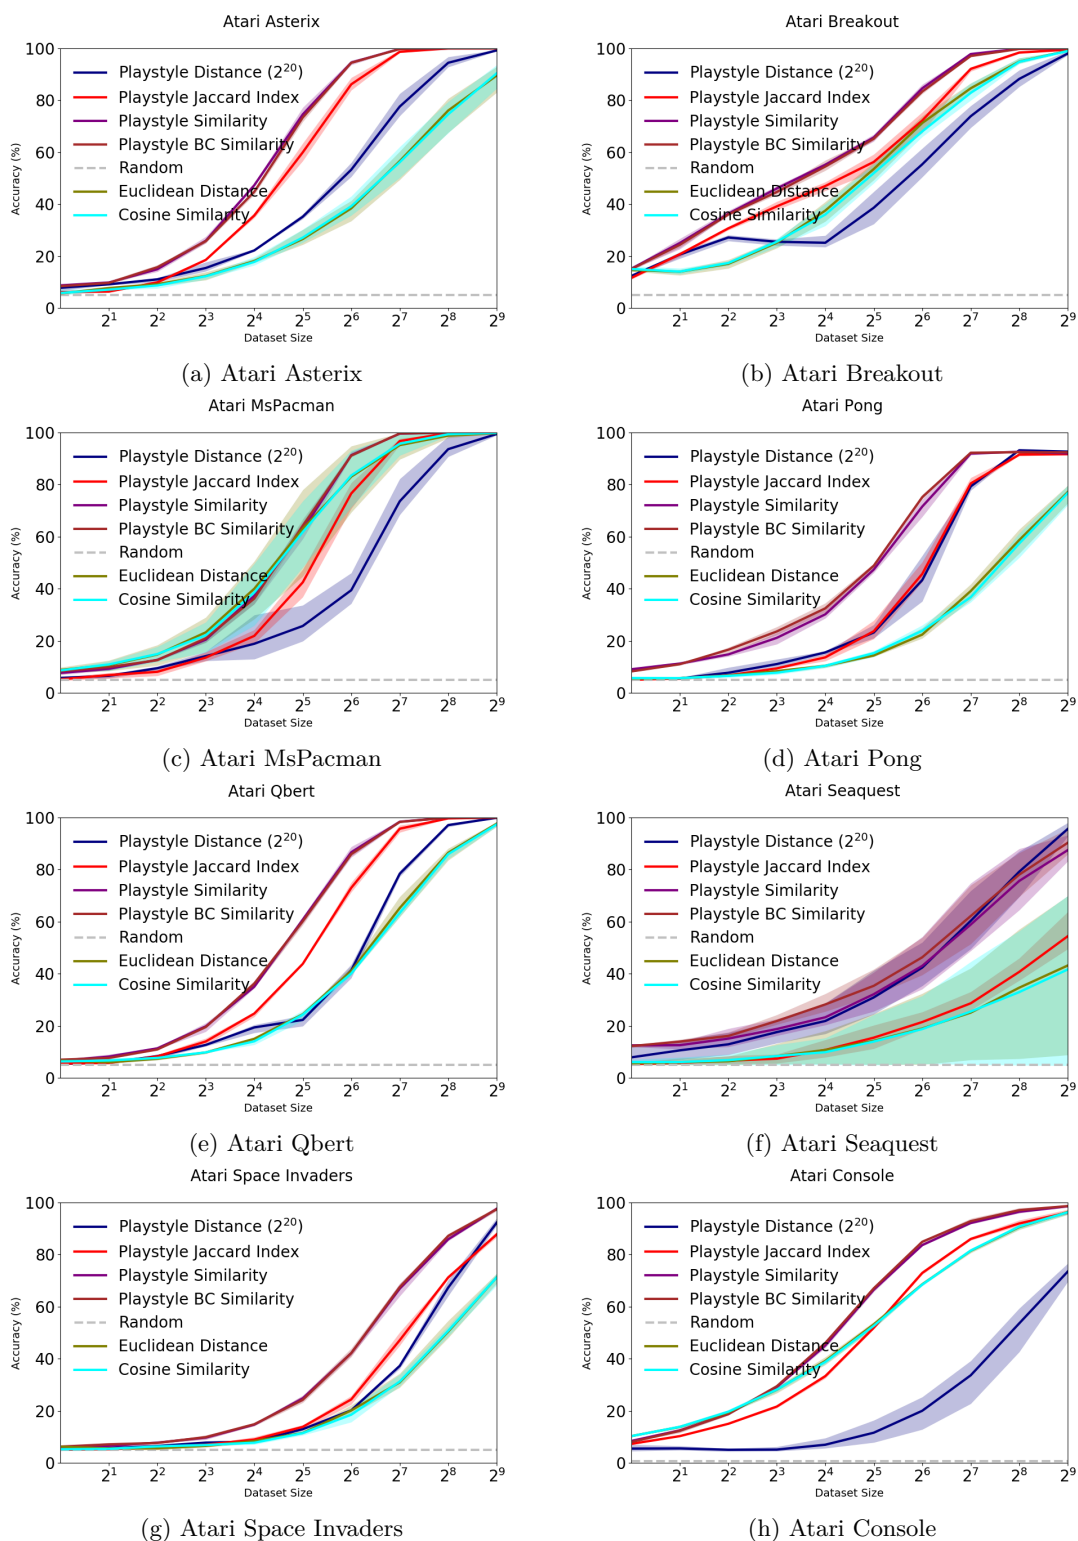 Atari Asterix
Accuracy (%)
100
80
60
40
20
0
Playstyle Distance (2^20)
Playstyle Jaccard Index
Playstyle Similarity
Playstyle BC Similarity
Random
Euclidean Distance
Cosine Similarity
2^1 2^2 2^3 2^4 2^5 2^6 2^7 2^8 2^9
Dataset Size
(a) Atari Asterix
Atari Breakout
Accuracy (%)
100
80
60
40
20
0
Playstyle Distance (2^20)
Playstyle Jaccard Index
Playstyle Similarity
Playstyle BC Similarity
Random
Euclidean Distance
Cosine Similarity
2^1 2^2 2^3 2^4 2^5 2^6 2^7 2^8 2^9
Dataset Size
(b) Atari Breakout
Atari MsPacman
Accuracy (%)
100
80
60
40
20
0
Playstyle Distance (2^20)
Playstyle Jaccard Index
Playstyle Similarity
Playstyle BC Similarity
Random
Euclidean Distance
Cosine Similarity
2^1 2^2 2^3 2^4 2^5 2^6 2^7 2^8 2^9
Dataset Size
(c) Atari MsPacman
Atari Pong
Accuracy (%)
100
80
60
40
20
0
Playstyle Distance (2^20)
Playstyle Jaccard Index
Playstyle Similarity
Playstyle BC Similarity
Random
Euclidean Distance
Cosine Similarity
2^1 2^2 2^3 2^4 2^5 2^6 2^7 2^8 2^9
Dataset Size
(d) Atari Pong
Atari Qbert
Accuracy (%)
100
80
60
40
20
0
Playstyle Distance (2^20)
Playstyle Jaccard Index
Playstyle Similarity
Playstyle BC Similarity
Random
Euclidean Distance
Cosine Similarity
2^1 2^2 2^3 2^4 2^5 2^6 2^7 2^8 2^9
Dataset Size
(e) Atari Qbert
Atari Seaquest
Accuracy (%)
100
80
60
40
20
0
Playstyle Distance (2^20)
Playstyle Jaccard Index
Playstyle Similarity
Playstyle BC Similarity
Random
Euclidean Distance
Cosine Similarity
2^1 2^2 2^3 2^4 2^5 2^6 2^7 2^8 2^9
Dataset Size
(f) Atari Seaquest
Atari Space Invaders
Accuracy (%)
100
80
60
40
20
0
Playstyle Distance (2^20)
Playstyle Jaccard Index
Playstyle Similarity
Playstyle BC Similarity
Random
Euclidean Distance
Cosine Similarity
2^1 2^2 2^3 2^4 2^5 2^6 2^7 2^8 2^9
Dataset Size
(g) Atari Space Invaders
Atari Console
Accuracy (%)
100
80
60
40
20
0
Playstyle Distance (2^20)
Playstyle Jaccard Index
Playstyle Similarity
Playstyle BC Similarity
Random
Euclidean Distance
Cosine Similarity
2^1 2^2 2^3 2^4 2^5 2^6 2^7 2^8 2^9
Dataset Size
(h) Atari Console